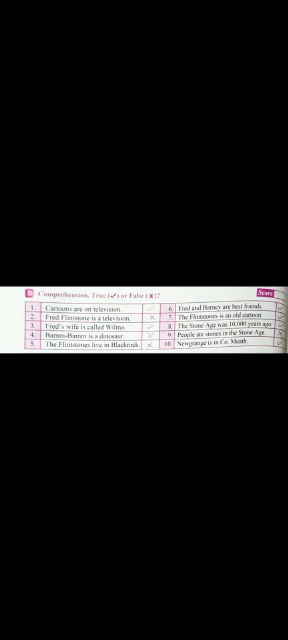 B Comprehension. True (✓) or False (✗)? Score
1. Cartoons are on television. ✓
2. Fred Flintstone is a television. ✗
3. Fred's wife is called Wilma. ✓
4. Bamm-Bamm is a dinosaur. ✗
5. The Flintstones live in Blackrock. ✗
6. Fred and Barney are best friends.
7. The Flintstones is an old cartoon.
8. The Stone Age was 10,000 years ago.
9. People ate stones in the Stone Age.
10. Newgrange is in Co. Meath.